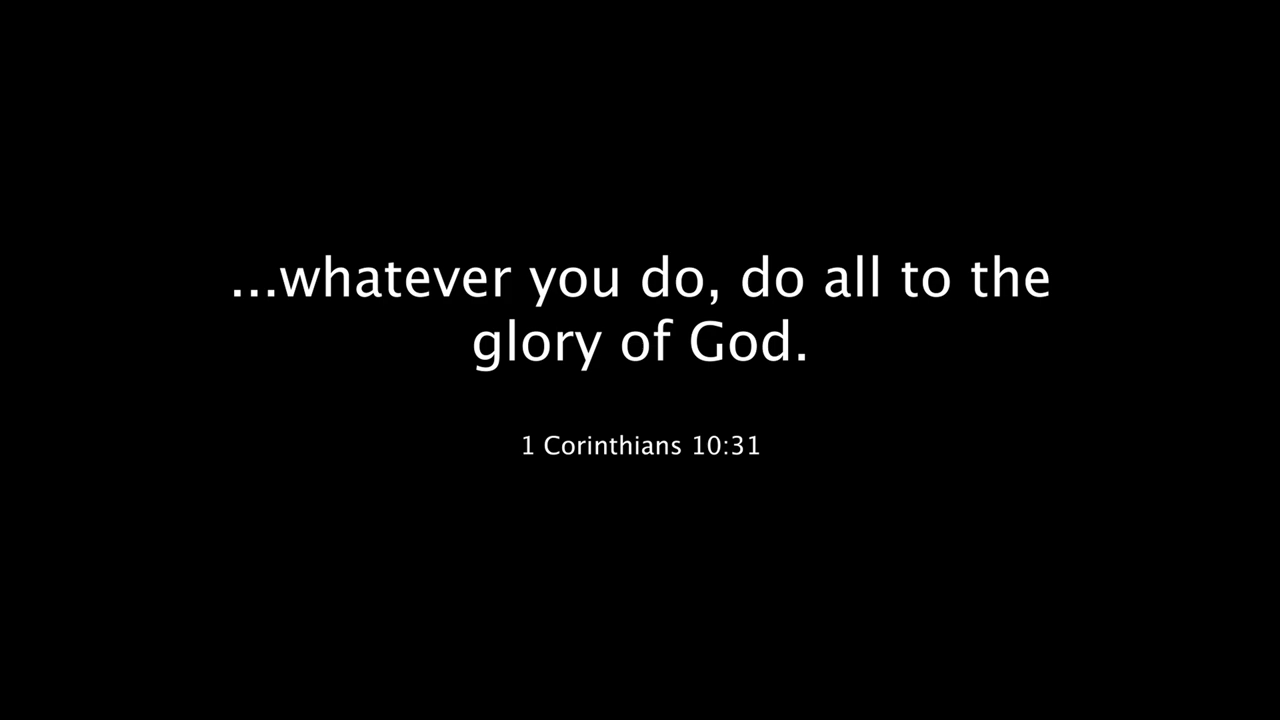 ...whatever you do, do all to the
glory of God.
1 Corinthians 10:31